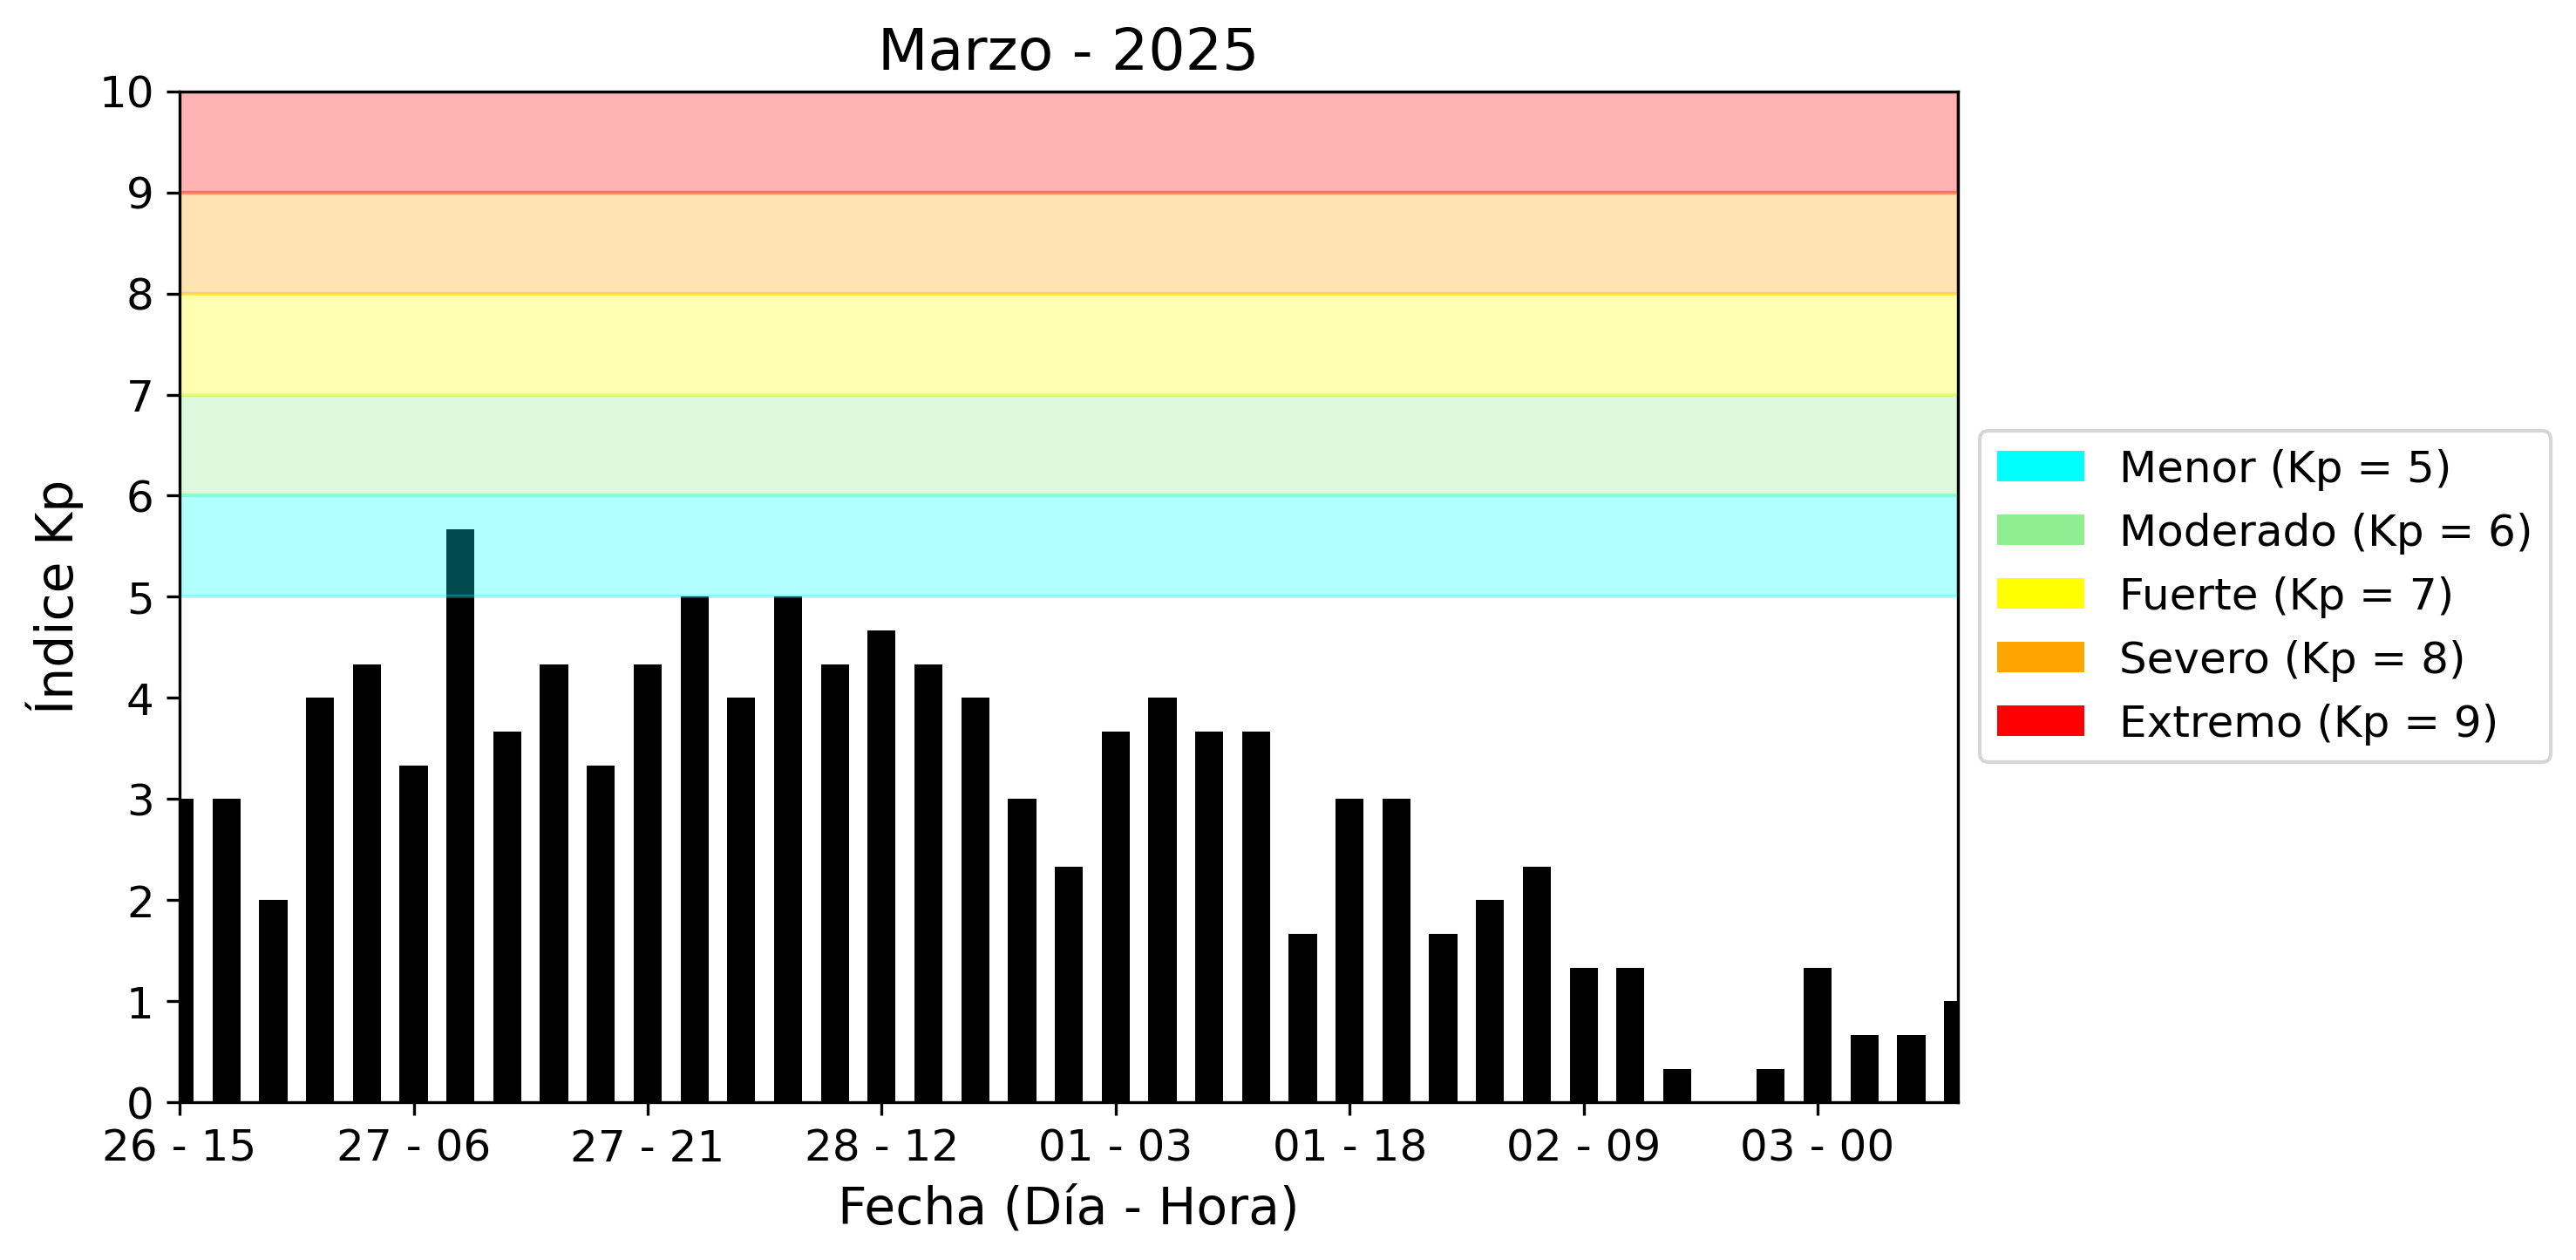 Marzo - 2025
10
9
8
7
6
5
4
3
2
1
0
Índice Kp
26 - 15 27 - 06 27 - 21 28 - 12 01 - 03 01 - 18 02 - 09 03 - 00
Fecha (Día - Hora)
Menor (Kp = 5)
Moderado (Kp = 6)
Fuerte (Kp = 7)
Severo (Kp = 8)
Extremo (Kp = 9)